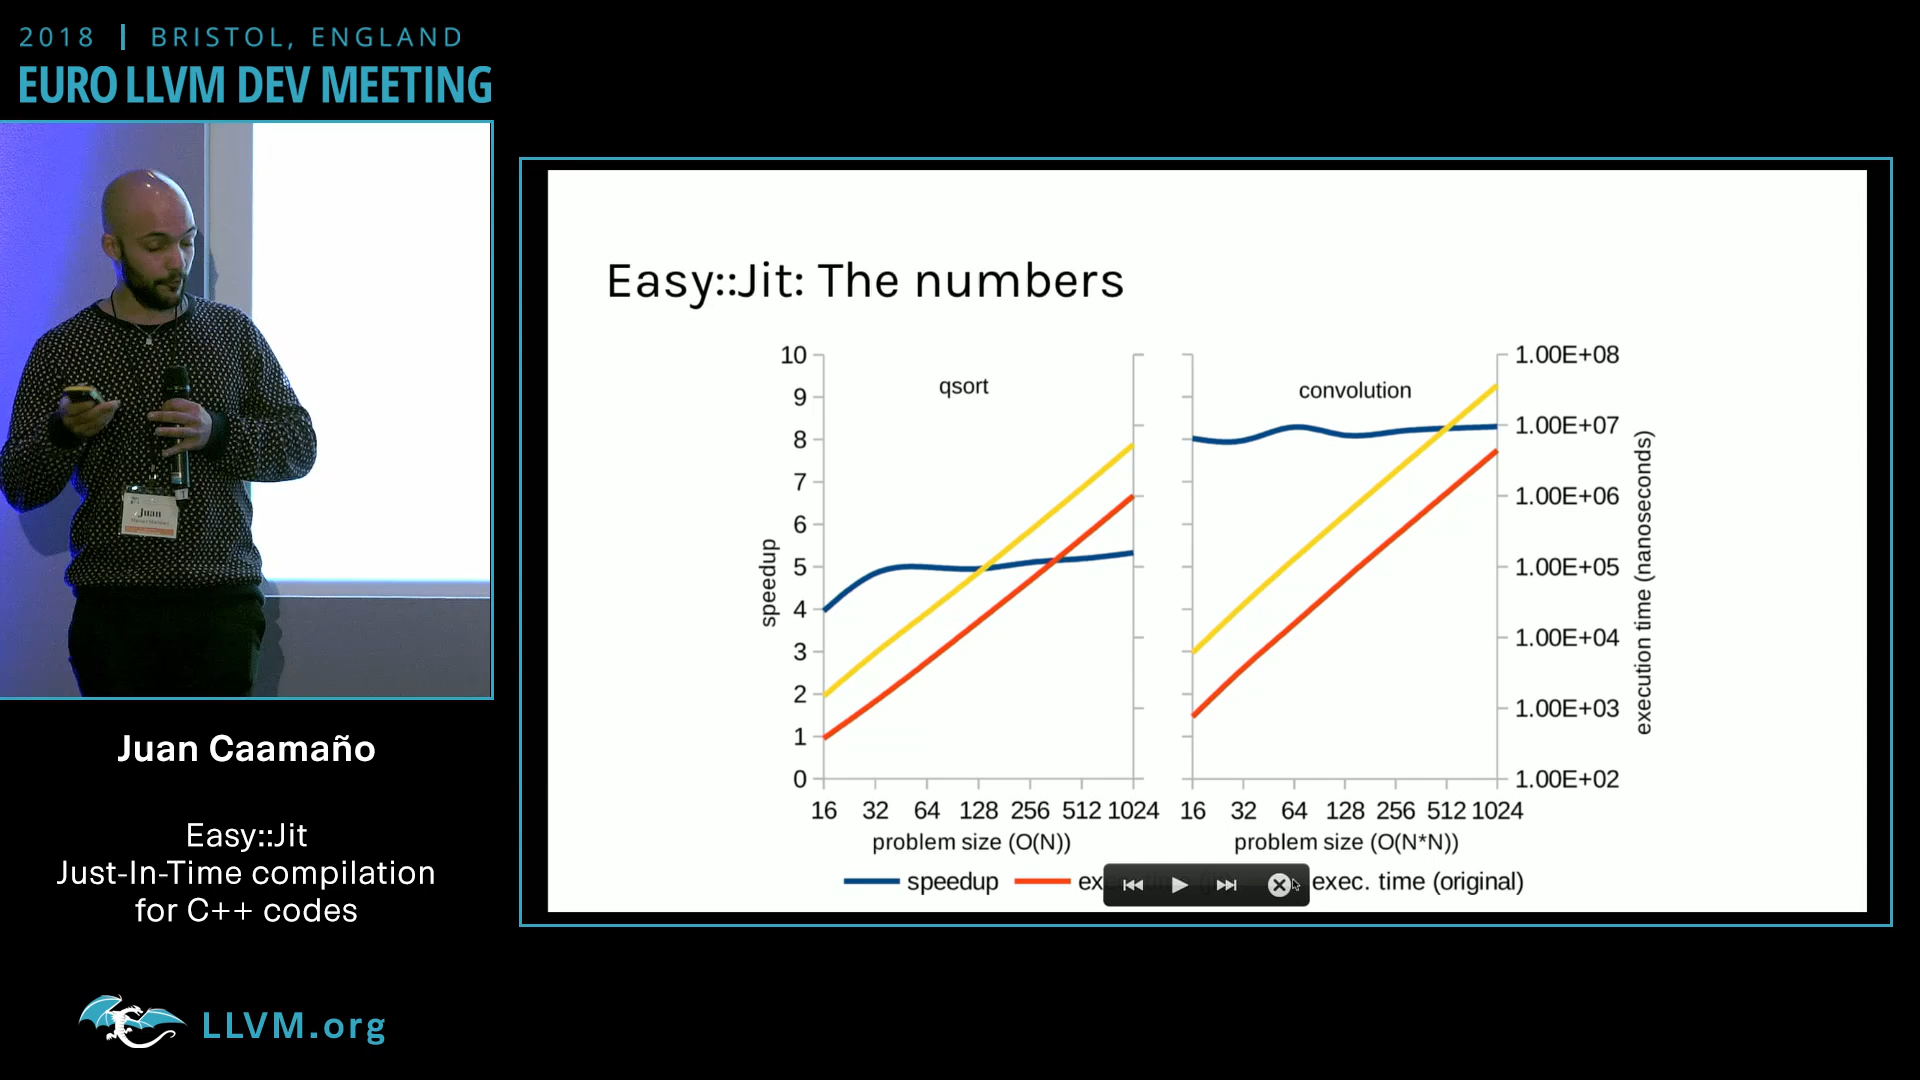 2018 | BRISTOL, ENGLAND
EURO LLVM DEV MEETING
Juan
Juan Caamaño
Easy::Jit
Just-In-Time compilation
for C++ codes
LLVM.org
Easy::Jit: The numbers
qsort
convolution
speedup
10
9
8
7
6
5
4
3
2
1
0
1.00E+08
1.00E+07
1.00E+06
1.00E+05
1.00E+04
1.00E+03
1.00E+02
execution time (nanoseconds)
16 32 64 128 256 512 1024
16 32 64 128 256 512 1024
problem size (O(N))
problem size (O(N*N))
speedup
exec. time (original)